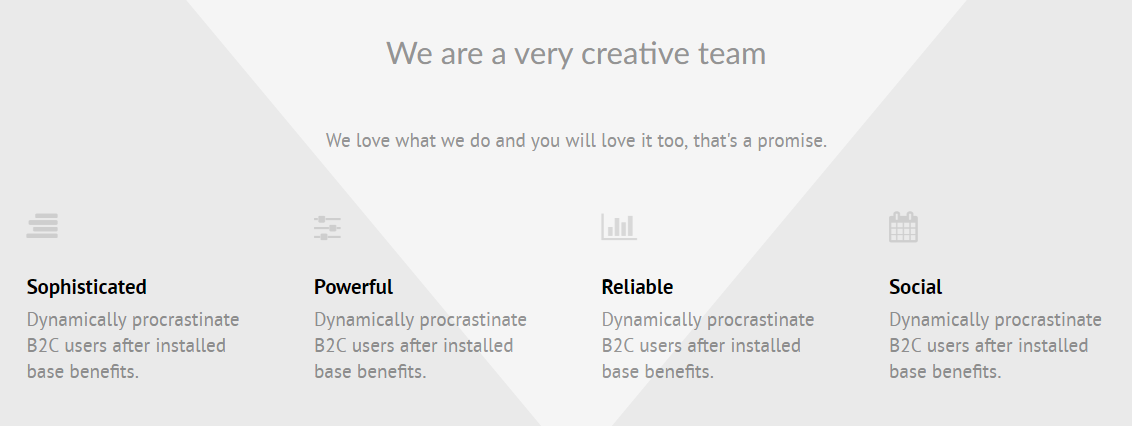 We are a very creative team
We love what we do and you will love it too, that's a promise.
Sophisticated
Dynamically procrastinate
B2C users after installed
base benefits.
Powerful
Dynamically procrastinate
B2C users after installed
base benefits.
Reliable
Dynamically procrastinate
B2C users after installed
base benefits.
Social
Dynamically procrastinate
B2C users after installed
base benefits.